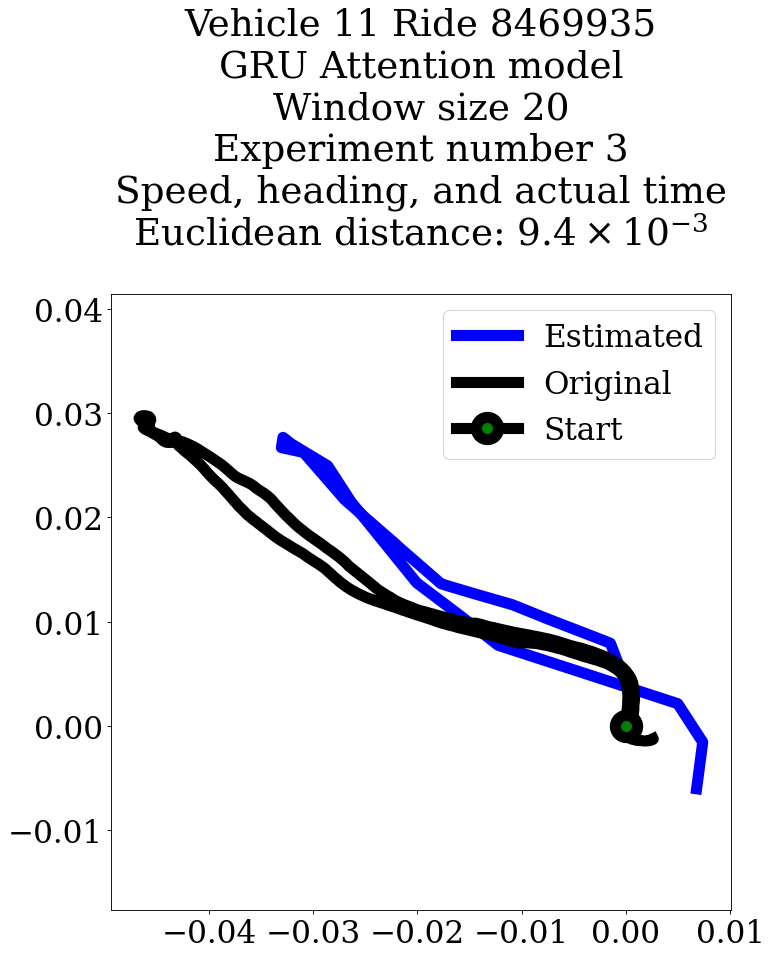 Vehicle 11 Ride 8469935
GRU Attention model
Window size 20
Experiment number 3
Speed, heading, and actual time
Euclidean distance: 9.4 × 10⁻³
0.04
0.03
0.02
0.01
0.00
−0.01
Estimated
Original
Start
−0.04 −0.03 −0.02 −0.01 0.00 0.01